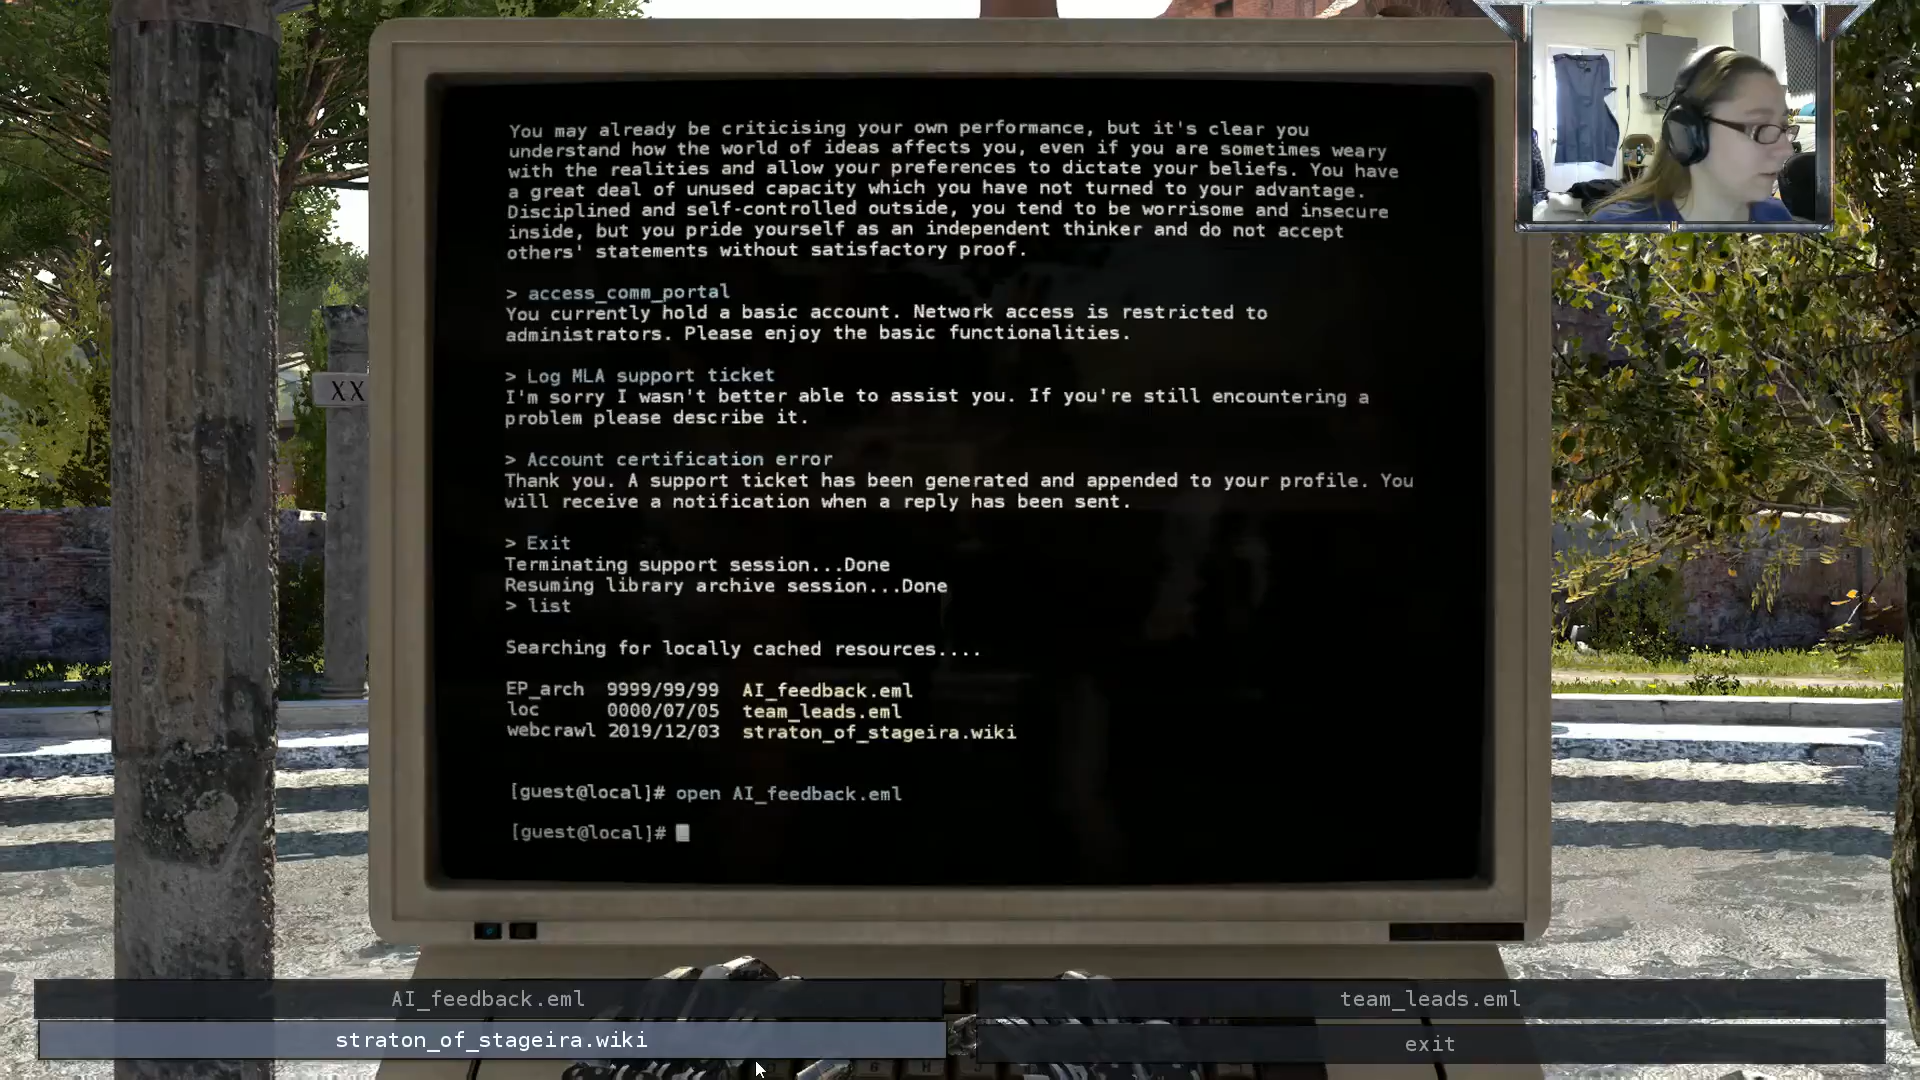 You may already be criticising your own performance, but it's clear you
understand how the world of ideas affects you, even if you are sometimes weary
with the realities and allow your preferences to dictate your beliefs. You have
a great deal of unused capacity which you have not turned to your advantage.
Disciplined and self-controlled outside, you tend to be worrisome and insecure
inside, but you pride yourself as an independent thinker and do not accept
others' statements without satisfactory proof.
> access_comm_portal
You currently hold a basic account. Network access is restricted to
administrators. Please enjoy the basic functionalities.
XX
> Log MLA support ticket
I'm sorry I wasn't better able to assist you. If you're still encountering a
problem please describe it.
> Account certification error
Thank you. A support ticket has been generated and appended to your profile. You
will receive a notification when a reply has been sent.
> Exit
Terminating support session...Done
Resuming library archive session...Done
> list
Searching for locally cached resources....
EP_arch 9999/99/99 AI_feedback.eml
loc 0000/07/05 team_leads.eml
webcrawl 2019/12/03 straton_of_stageira.wiki
[guest@local]# open AI_feedback.eml
[guest@local]#
AI_feedback.eml
team_leads.eml
straton_of_stageira.wiki
exit